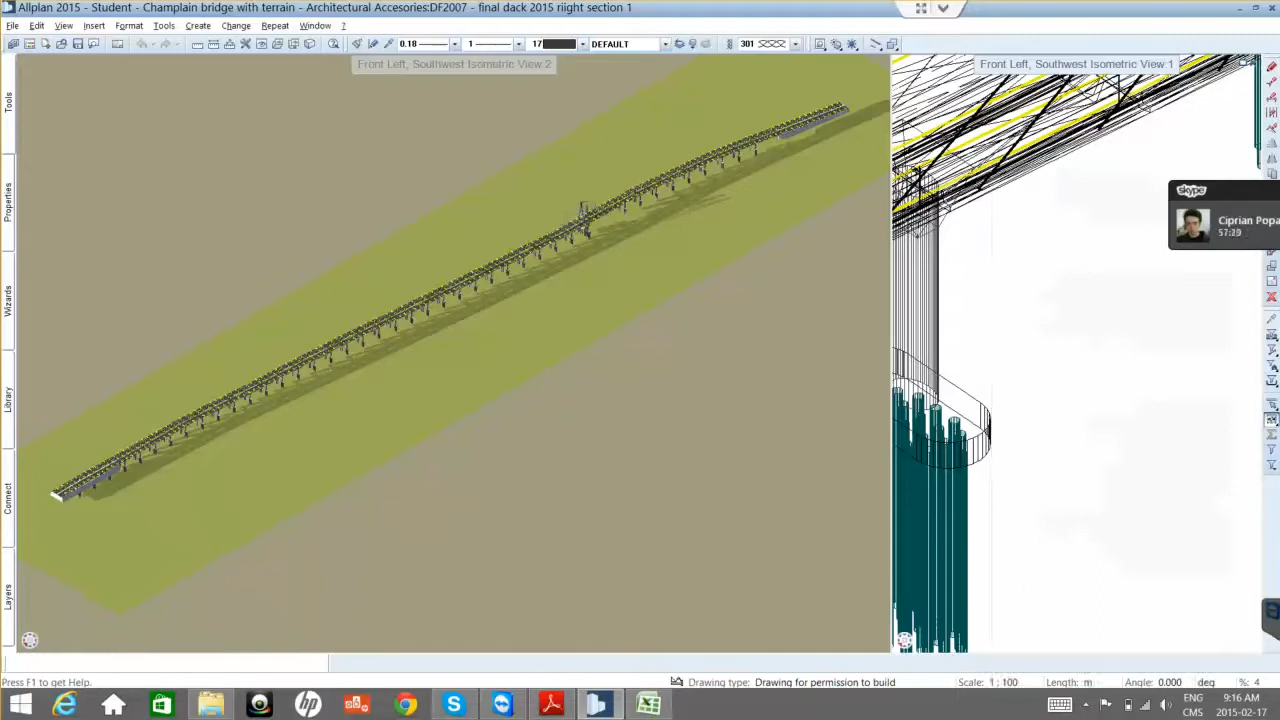 Allplan 2015 - Student - Champlain bridge with terrain - Architectural Accesories:DF2007 - final dack 2015 riight section 1
File Edit View Insert Format Tools Create Change Repeat Window ?
0.18 1 17 DEFAULT 301
Front Left, Southwest Isometric View:2
Front Left, Southwest Isometric View:1
Tools
Properties
Wizards
Library
Connect
Layers
skype
Ciprian Popa
57:29
Press F1 to get Help.
Drawing type: Drawing for permission to build Scale: 1 : 100 Length: m Angle: 0.000 deg %: 4
ENG 9:16 AM
CMS 2015-02-17